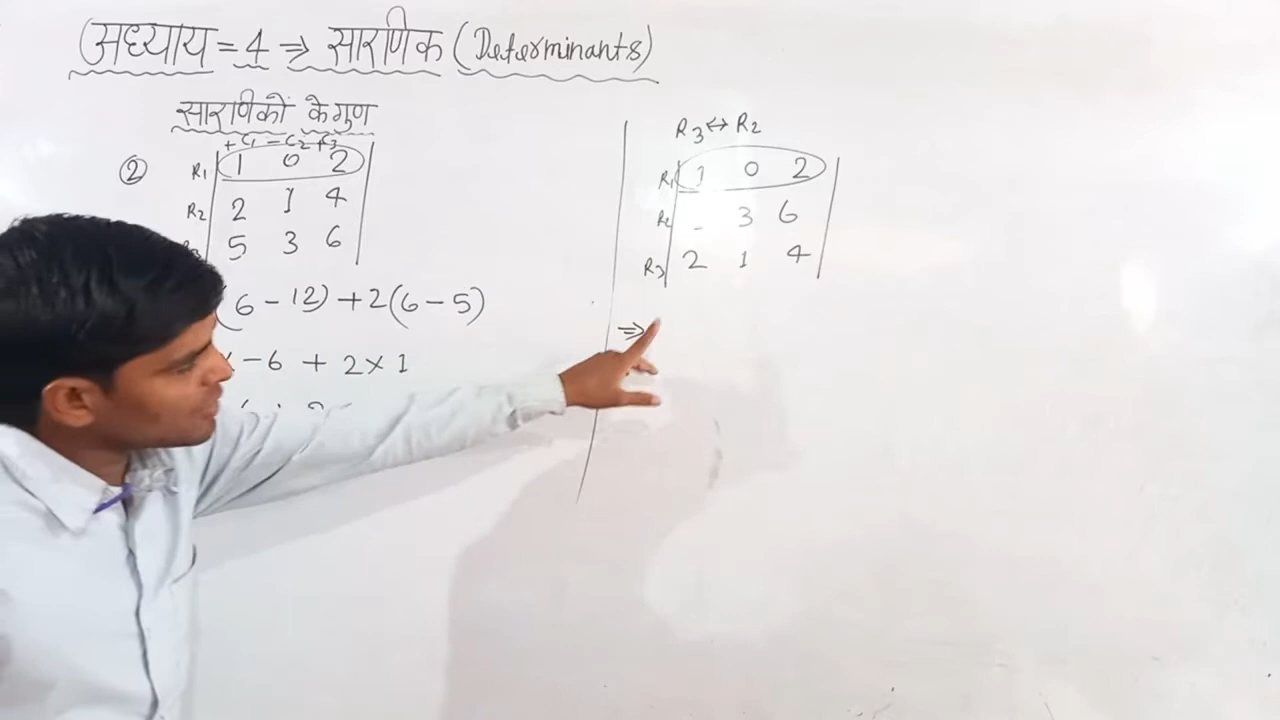 (अध्याय = 4 ⇒ सारणिक (Determinants)
सारणिकों के गुण
+C₁ -C₂ +C₃
② R₁ | 1 0 2 |
R₂ | 2 1 4 |
| 5 3 6 |
(6 - 12) + 2(6 - 5)
-6 + 2 × 1
R₃ ↔ R₂
R₁ | 1 0 2 |
R₂ | 3 6 |
R₃ | 2 1 4 |
⇒